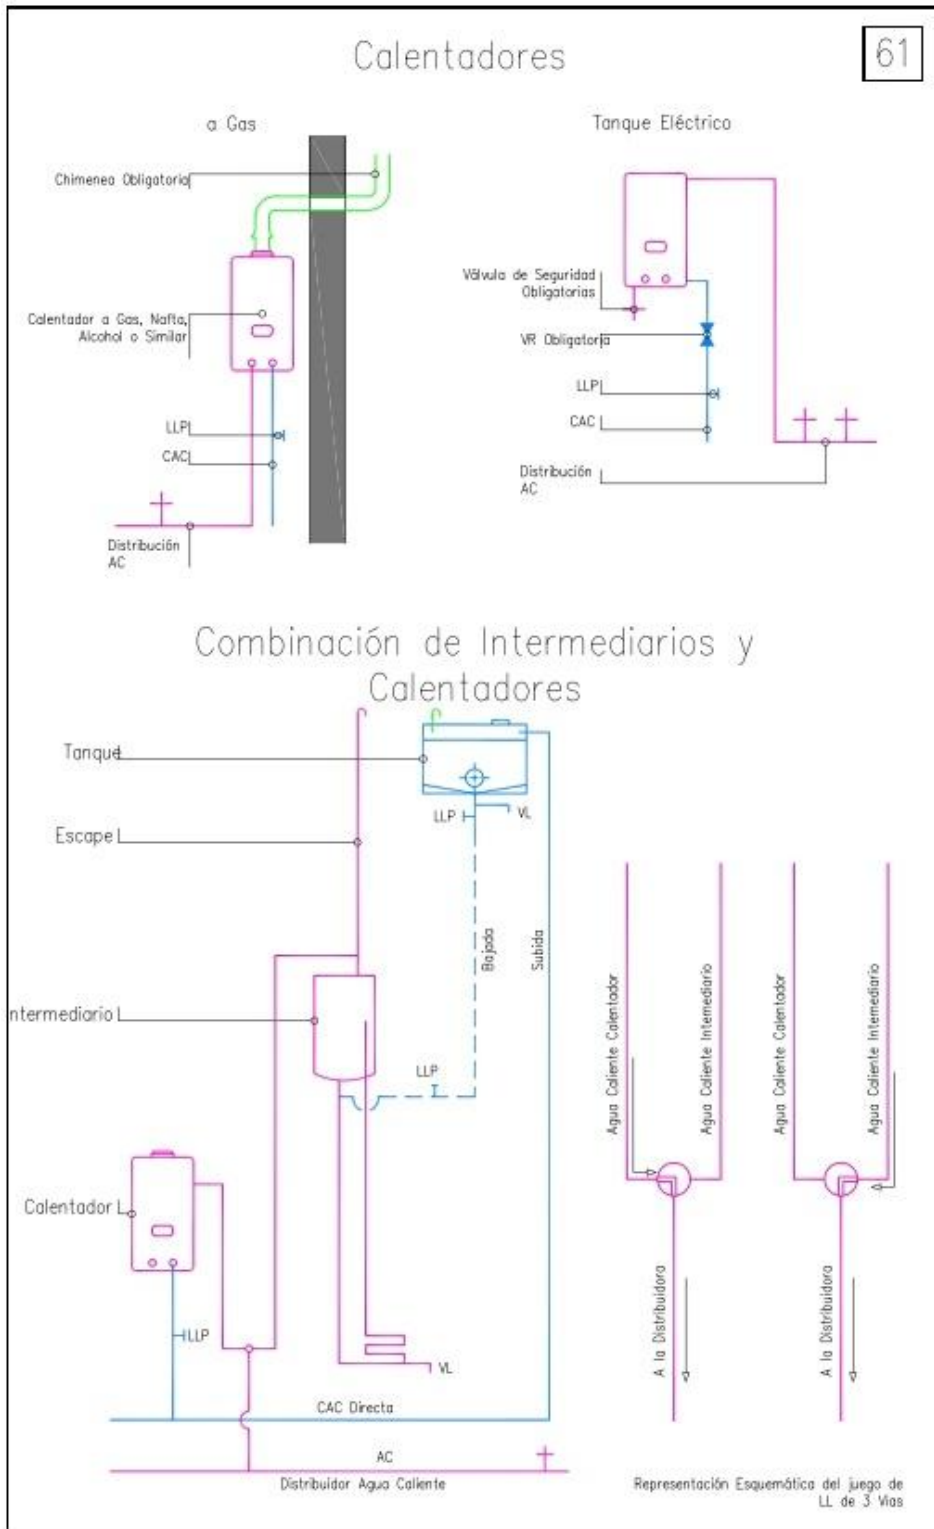 Calentadores
61
a Gas
Tanque Eléctrico
Chimenea Obligatoria
Calentador a Gas, Nafta,
Alcohol o Similar
LLP
CAC
Distribución
AC
Válvula de Seguridad
Obligatorias
VR Obligatoria
LLP
CAC
Distribución
AC
Combinación de Intermediarios y
Calentadores
Tanque
LLP
VL
Escape
Bajada
Subida
ntermediario
LLP
Calentador
LLP
VL
CAC Directa
AC
Distribuidor Agua Caliente
Agua Caliente Calentador
Agua Caliente Intermediario
A la Distribuidora
Agua Caliente Calentador
Agua Caliente Intermediario
A la Distribuidora
Representación Esquemática del juego de
LL de 3 Vias